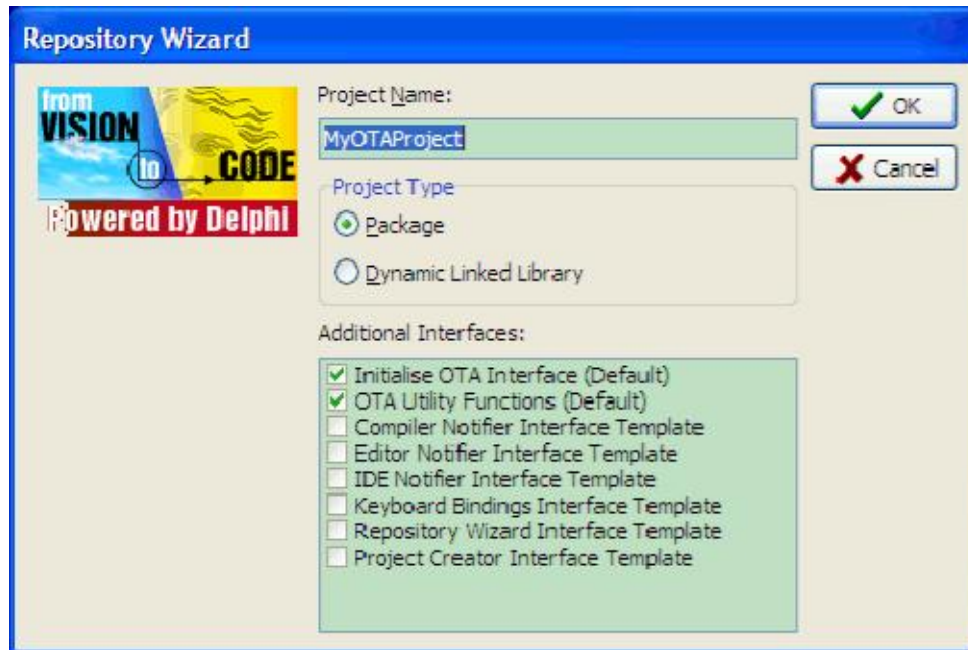 Repository Wizard
from
VISION
to
CODE
Powered by Delphi
Project Name:
MyOTAProject
Project Type
Package
Dynamic Linked Library
OK
Cancel
Additional Interfaces:
Initialise OTA Interface (Default)
OTA Utility Functions (Default)
Compiler Notifier Interface Template
Editor Notifier Interface Template
IDE Notifier Interface Template
Keyboard Bindings Interface Template
Repository Wizard Interface Template
Project Creator Interface Template